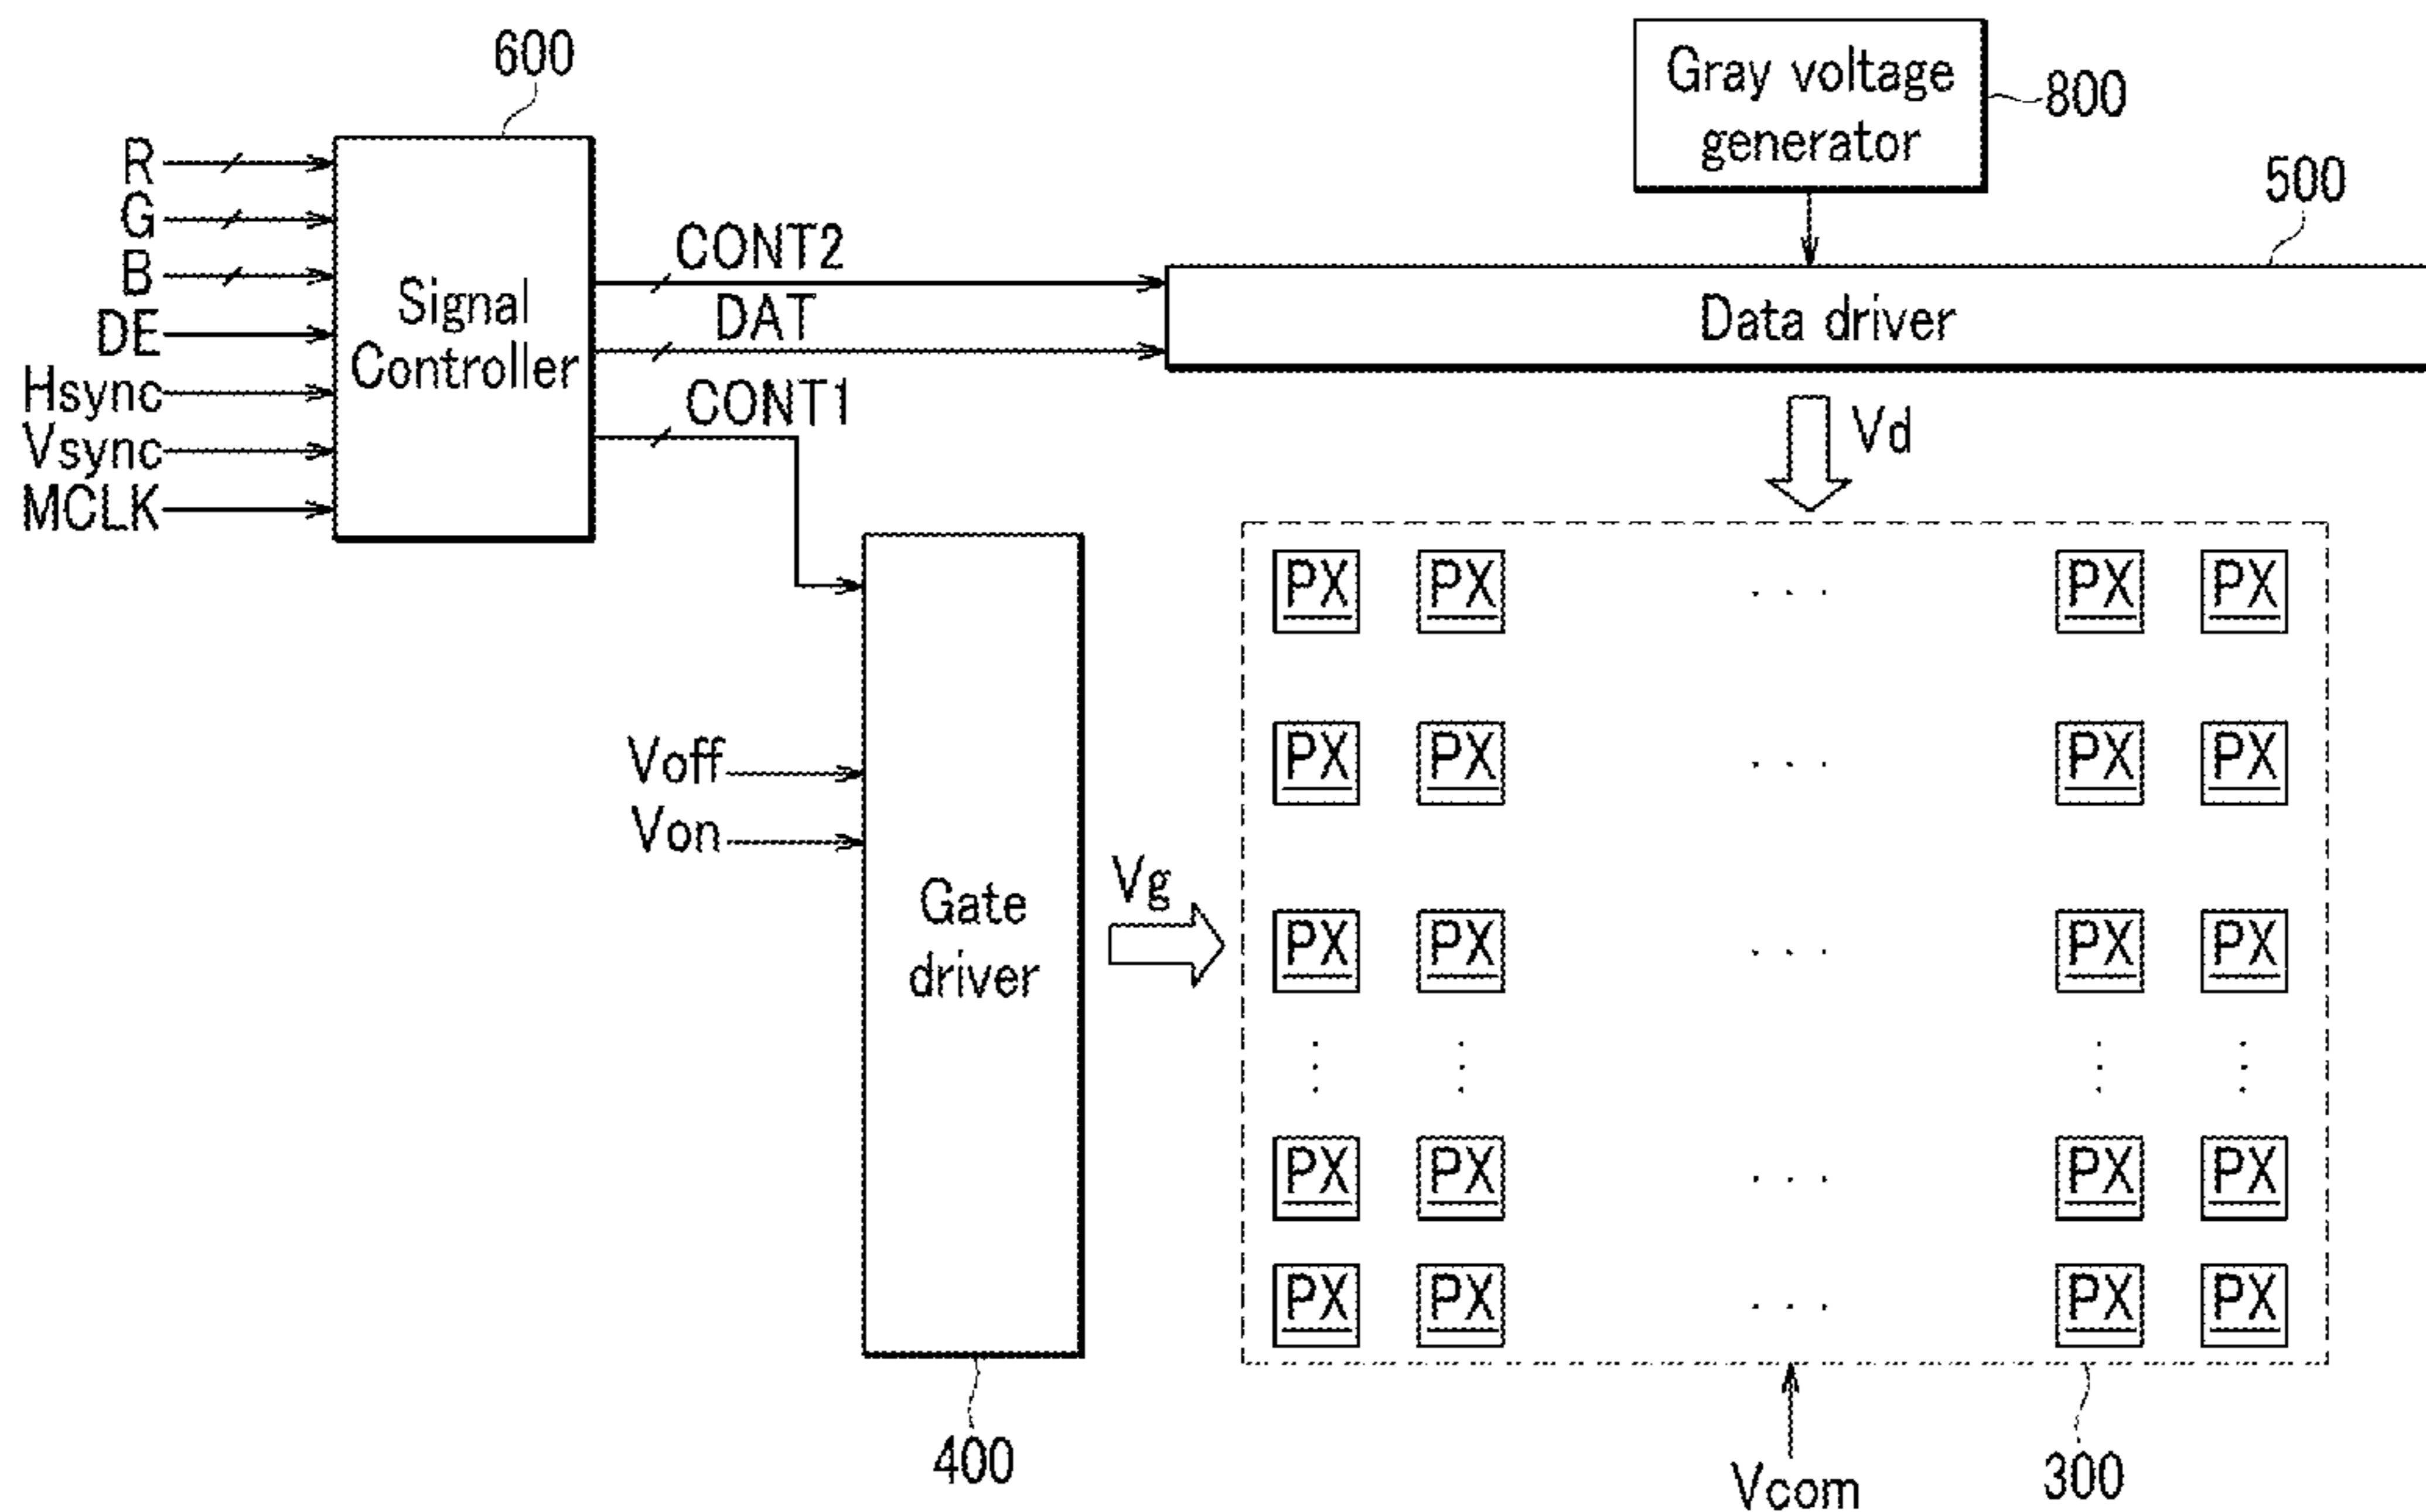 600
Gray voltage
generator
800
R
G
B
DE
Hsync
Vsync
MCLK
Signal
Controller
CONT2
DAT
CONT1
500
Data driver
Vd
Voff
Von
Gate
driver
Vg
PX PX . . . PX PX
PX PX . . . PX PX
PX PX . . . PX PX
PX PX . . . PX PX
PX PX . . . PX PX
400
Vcom
300